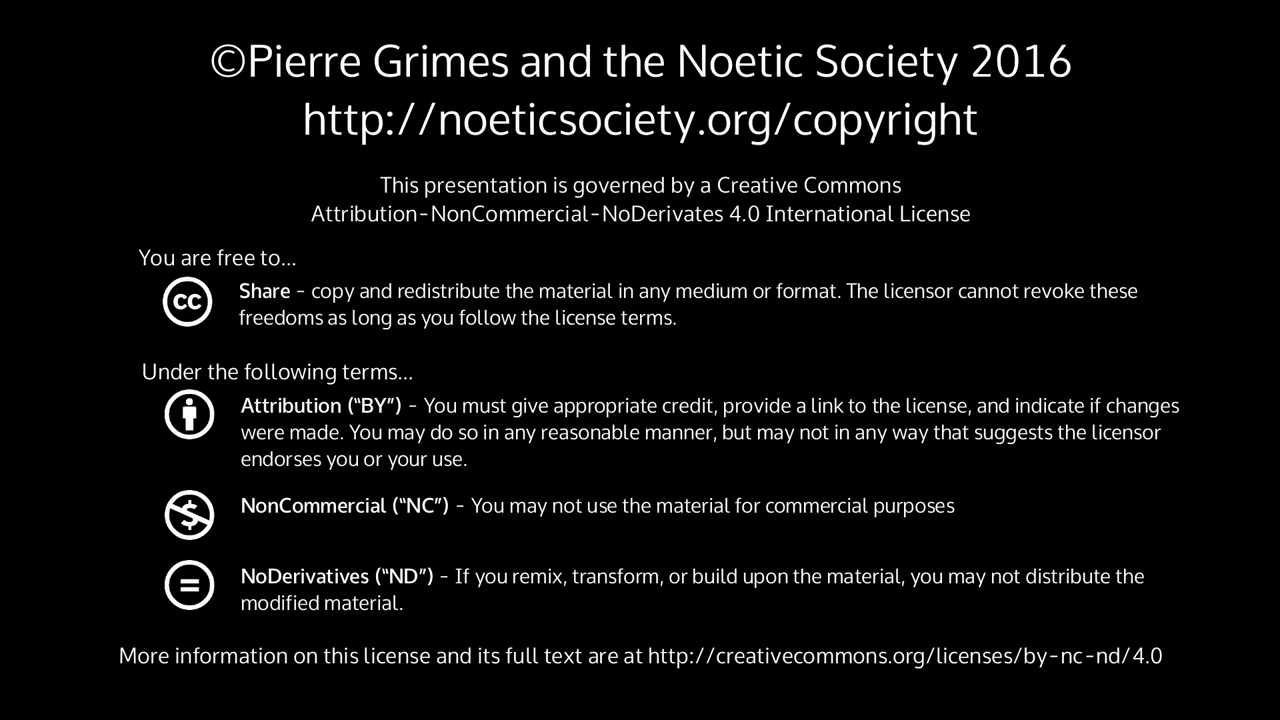 ©Pierre Grimes and the Noetic Society 2016
http://noeticsociety.org/copyright
This presentation is governed by a Creative Commons
Attribution-NonCommercial-NoDerivates 4.0 International License
You are free to...
cc
Share - copy and redistribute the material in any medium or format. The licensor cannot revoke these
freedoms as long as you follow the license terms.
Under the following terms...
Attribution (“BY”) - You must give appropriate credit, provide a link to the license, and indicate if changes
were made. You may do so in any reasonable manner, but may not in any way that suggests the licensor
endorses you or your use.
$
NonCommercial (“NC”) - You may not use the material for commercial purposes
=
NoDerivatives (“ND”) - If you remix, transform, or build upon the material, you may not distribute the
modified material.
More information on this license and its full text are at http://creativecommons.org/licenses/by-nc-nd/4.0